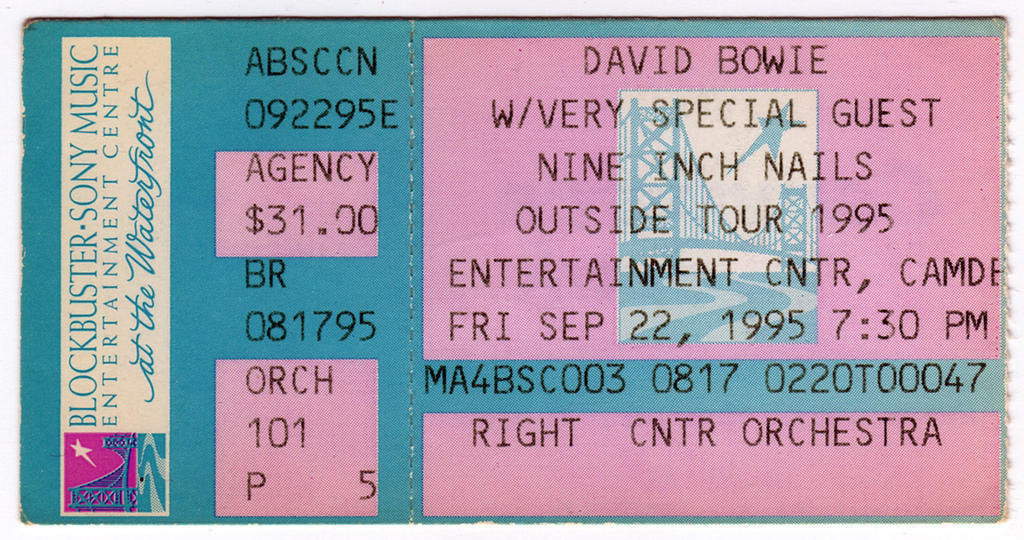 BLOCKBUSTER·SONY MUSIC
ENTERTAINMENT CENTRE
at the Waterfront
ABSCCN
092295E
AGENCY
$31.00
BR
081795
ORCH
101
P 5
DAVID BOWIE
W/VERY SPECIAL GUEST
NINE INCH NAILS
OUTSIDE TOUR 1995
ENTERTAINMENT CNTR, CAMDE
FRI SEP 22, 1995 7:30 PM
MA4BSC003 0817 0220T00047
RIGHT CNTR ORCHESTRA